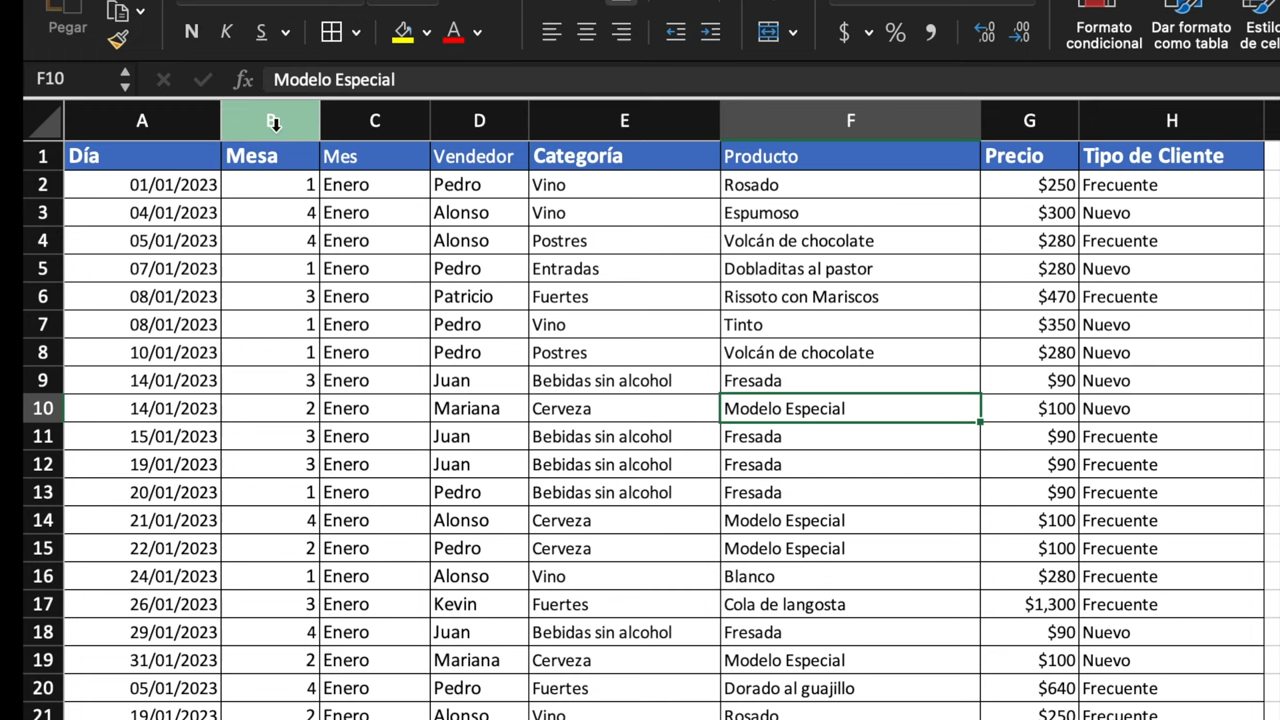 Pegar
N K S A $ % 9
Formato condicional
Dar formato como tabla
Estilo de cel
F10 fx Modelo Especial
A B C D E F G H
1 Día Mesa Mes Vendedor Categoría Producto Precio Tipo de Cliente
2 01/01/2023 1 Enero Pedro Vino Rosado $250 Frecuente
3 04/01/2023 4 Enero Alonso Vino Espumoso $300 Nuevo
4 05/01/2023 4 Enero Alonso Postres Volcán de chocolate $280 Frecuente
5 07/01/2023 1 Enero Pedro Entradas Dobladitas al pastor $280 Nuevo
6 08/01/2023 3 Enero Patricio Fuertes Rissoto con Mariscos $470 Frecuente
7 08/01/2023 1 Enero Pedro Vino Tinto $350 Nuevo
8 10/01/2023 1 Enero Pedro Postres Volcán de chocolate $280 Nuevo
9 14/01/2023 3 Enero Juan Bebidas sin alcohol Fresada $90 Nuevo
10 14/01/2023 2 Enero Mariana Cerveza Modelo Especial $100 Nuevo
11 15/01/2023 3 Enero Juan Bebidas sin alcohol Fresada $90 Frecuente
12 19/01/2023 3 Enero Juan Bebidas sin alcohol Fresada $90 Frecuente
13 20/01/2023 1 Enero Pedro Bebidas sin alcohol Fresada $90 Frecuente
14 21/01/2023 4 Enero Alonso Cerveza Modelo Especial $100 Frecuente
15 22/01/2023 2 Enero Pedro Cerveza Modelo Especial $100 Frecuente
16 24/01/2023 1 Enero Alonso Vino Blanco $280 Frecuente
17 26/01/2023 3 Enero Kevin Fuertes Cola de langosta $1,300 Frecuente
18 29/01/2023 4 Enero Juan Bebidas sin alcohol Fresada $90 Nuevo
19 31/01/2023 2 Enero Mariana Cerveza Modelo Especial $100 Nuevo
20 05/01/2023 4 Enero Pedro Fuertes Dorado al guajillo $640 Frecuente
21 19/01/2023 2 Enero Alonso Vino Rosado $250 Frecuente